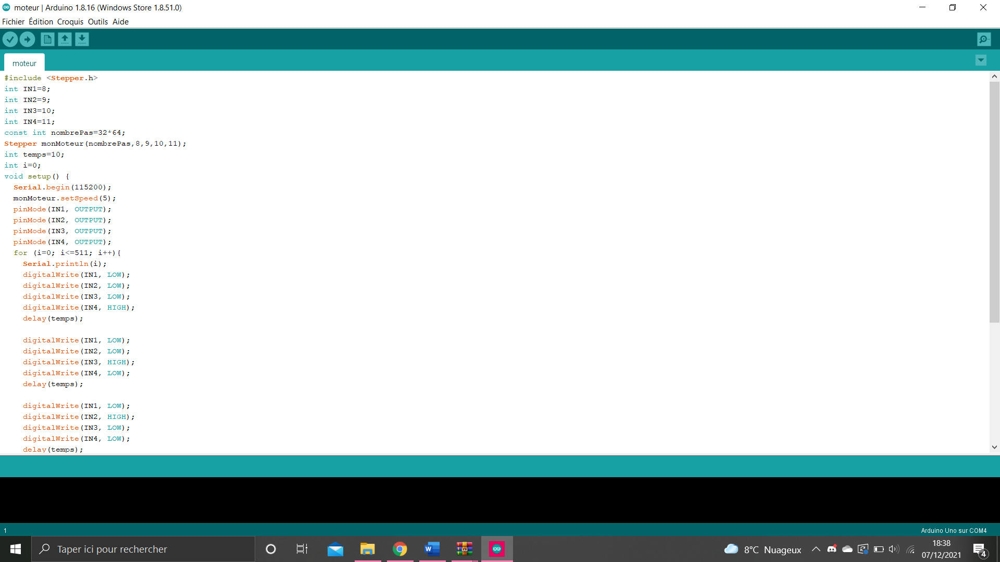 moteur | Arduino 1.8.16 (Windows Store 1.8.51.0)
Fichier Édition Croquis Outils Aide
moteur
#include <Stepper.h>
int IN1=8;
int IN2=9;
int IN3=10;
int IN4=11;
const int nombrePas=32*64;
Stepper monMoteur(nombrePas,8,9,10,11);
int temps=10;
int i=0;
void setup() {
  Serial.begin(115200);
  monMoteur.setSpeed(5);
  pinMode(IN1, OUTPUT);
  pinMode(IN2, OUTPUT);
  pinMode(IN3, OUTPUT);
  pinMode(IN4, OUTPUT);
  for (i=0; i<=511; i++){
    Serial.println(i);
    digitalWrite(IN1, LOW);
    digitalWrite(IN2, LOW);
    digitalWrite(IN3, LOW);
    digitalWrite(IN4, HIGH);
    delay(temps);

    digitalWrite(IN1, LOW);
    digitalWrite(IN2, LOW);
    digitalWrite(IN3, HIGH);
    digitalWrite(IN4, LOW);
    delay(temps);

    digitalWrite(IN1, LOW);
    digitalWrite(IN2, HIGH);
    digitalWrite(IN3, LOW);
    digitalWrite(IN4, LOW);
    delay(temps);
1
Arduino Uno sur COM4
Taper ici pour rechercher
W
8°C Nuageux
18:38
07/12/2021
4